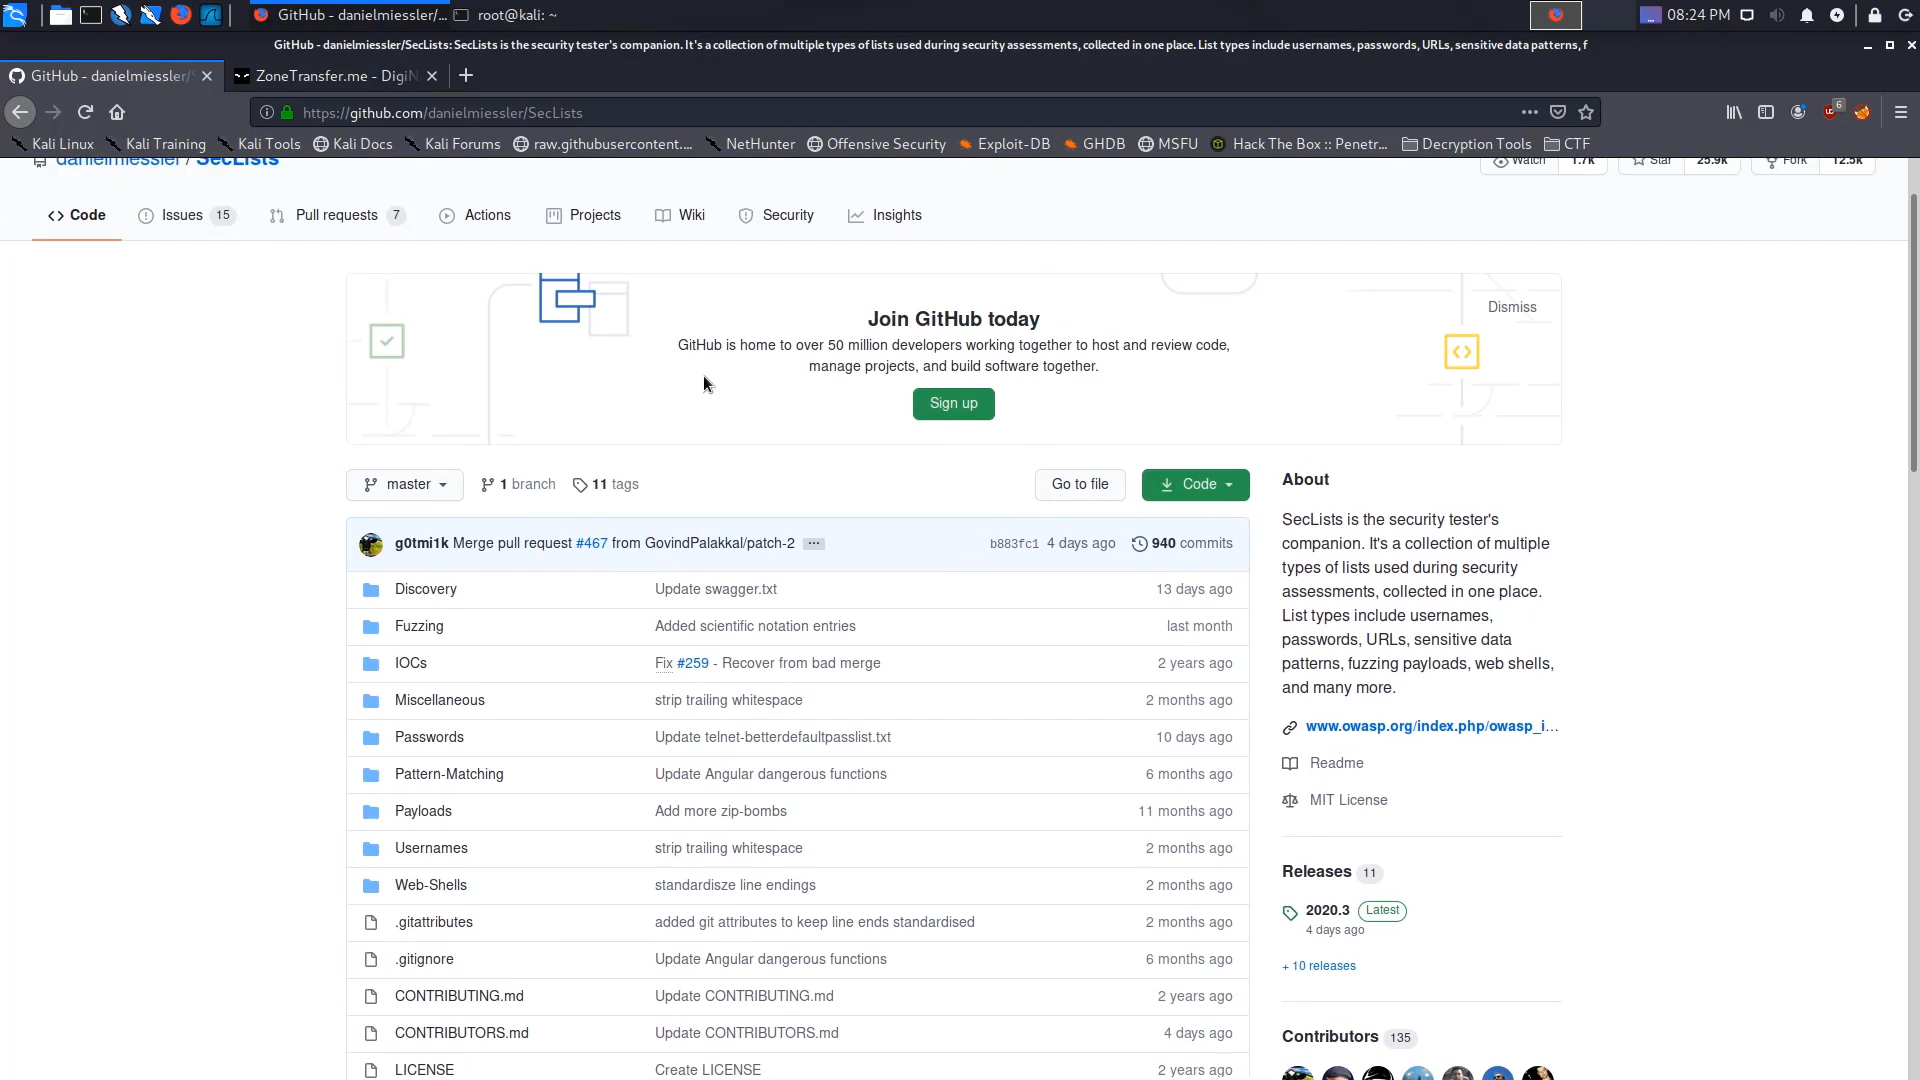 GitHub - danielmiessler/...
root@kali: ~
08:24 PM
GitHub - danielmiessler/SecLists: SecLists is the security tester's companion. It's a collection of multiple types of lists used during security assessments, collected in one place. List types include usernames, passwords, URLs, sensitive data patterns, f
GitHub - danielmiessler/
ZoneTransfer.me - Digi
https://github.com/danielmiessler/SecLists
6
Kali Linux
Kali Training
Kali Tools
Kali Docs
Kali Forums
raw.githubusercontent....
NetHunter
Offensive Security
Exploit-DB
GHDB
MSFU
Hack The Box :: Penetr...
Decryption Tools
CTF
danielmiessler / SecLists
Watch 1.7k
Star 25.9k
Fork 12.5k
Code
Issues 15
Pull requests 7
Actions
Projects
Wiki
Security
Insights
Dismiss
Join GitHub today
GitHub is home to over 50 million developers working together to host and review code,
manage projects, and build software together.
Sign up
master
1 branch
11 tags
Go to file
Code
g0tmi1k Merge pull request #467 from GovindPalakkal/patch-2 ...
b883fc1 4 days ago
940 commits
Discovery Update swagger.txt 13 days ago
Fuzzing Added scientific notation entries last month
IOCs Fix #259 - Recover from bad merge 2 years ago
Miscellaneous strip trailing whitespace 2 months ago
Passwords Update telnet-betterdefaultpasslist.txt 10 days ago
Pattern-Matching Update Angular dangerous functions 6 months ago
Payloads Add more zip-bombs 11 months ago
Usernames strip trailing whitespace 2 months ago
Web-Shells standardisze line endings 2 months ago
.gitattributes added git attributes to keep line ends standardised 2 months ago
.gitignore Update Angular dangerous functions 6 months ago
CONTRIBUTING.md Update CONTRIBUTING.md 2 years ago
CONTRIBUTORS.md Update CONTRIBUTORS.md 4 days ago
LICENSE Create LICENSE 2 years ago
About
SecLists is the security tester's
companion. It's a collection of multiple
types of lists used during security
assessments, collected in one place.
List types include usernames,
passwords, URLs, sensitive data
patterns, fuzzing payloads, web shells,
and many more.
www.owasp.org/index.php/owasp_i...
Readme
MIT License
Releases 11
2020.3 Latest
4 days ago
+ 10 releases
Contributors 135